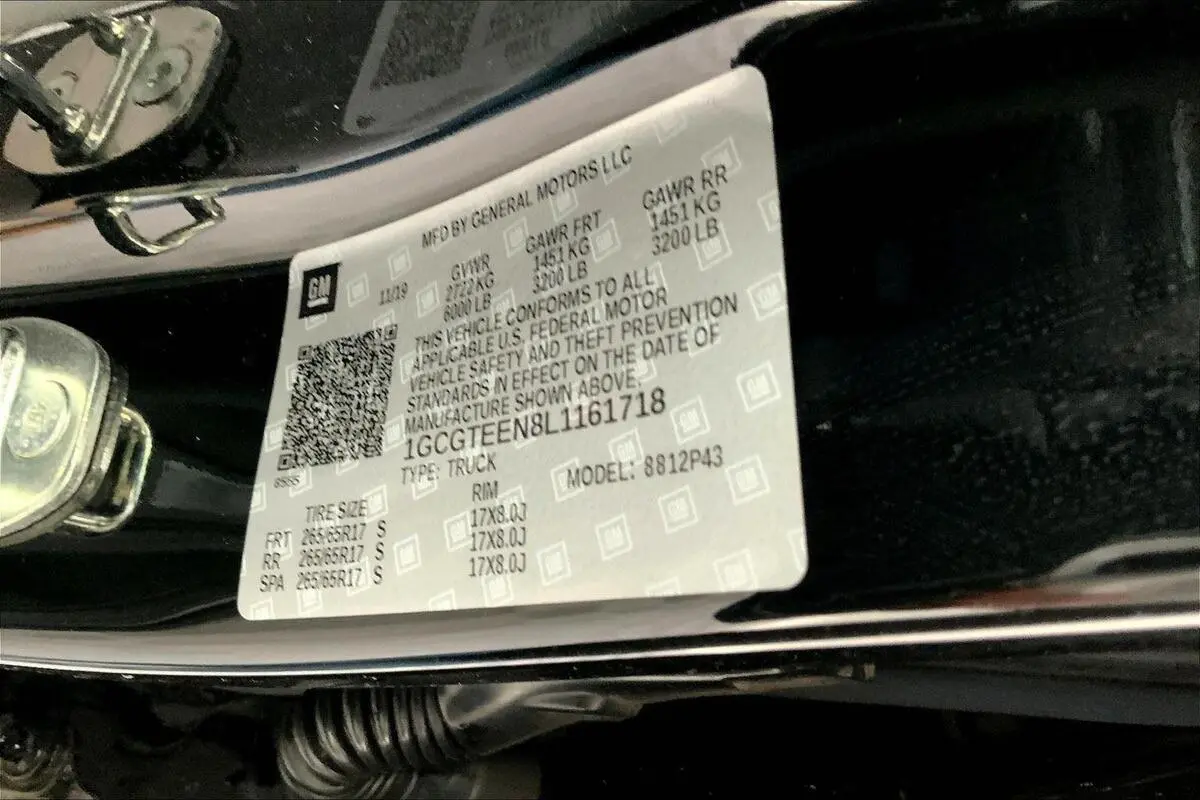 MFD BY GENERAL MOTORS LLC
GM
11/19
GVWR GAWR FRT GAWR RR
2722 KG 1451 KG 1451 KG
6000 LB 3200 LB 3200 LB
THIS VEHICLE CONFORMS TO ALL
APPLICABLE U.S. FEDERAL MOTOR
VEHICLE SAFETY AND THEFT PREVENTION
STANDARDS IN EFFECT ON THE DATE OF
MANUFACTURE SHOWN ABOVE.
1GCGTEEN8L1161718
8555
TYPE: TRUCK MODEL: 8812P43
TIRE SIZE RIM
FRT 265/65R17 S 17X8.0J
RR 265/65R17 S 17X8.0J
SPA 265/65R17 S 17X8.0J